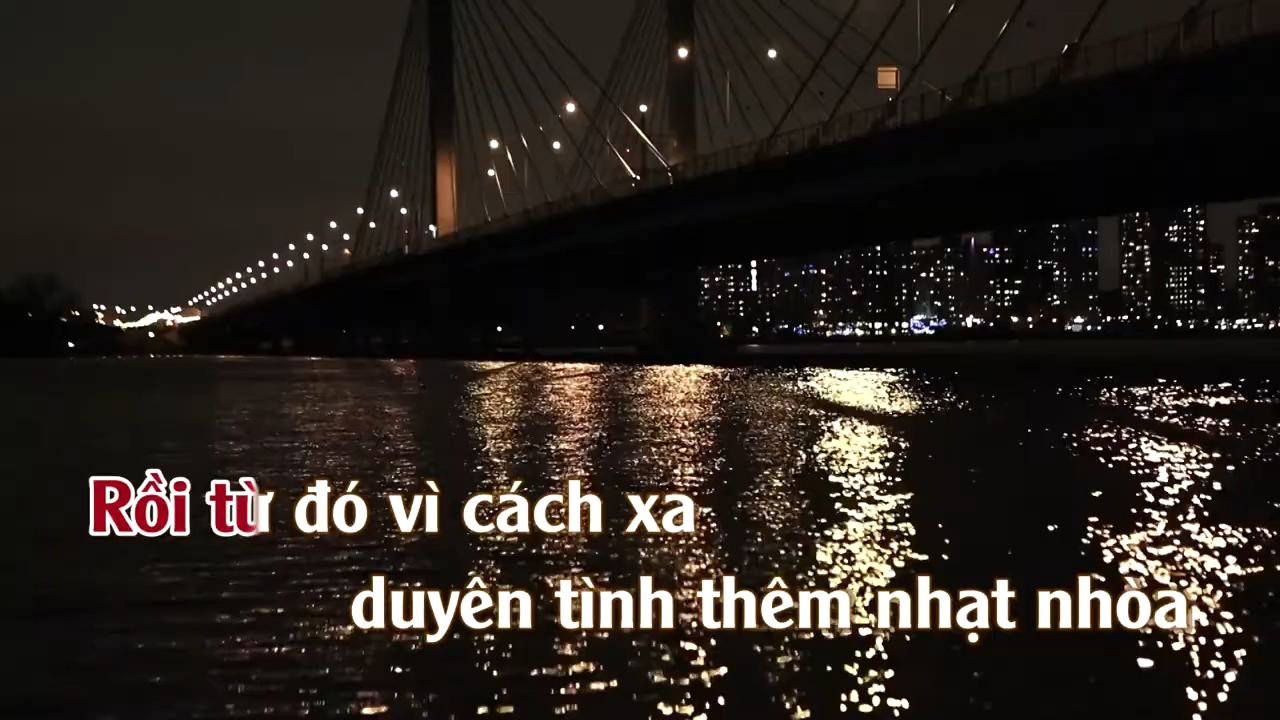 Rồi từ đó vì cách xa
duyên tình thêm nhạt nhòa